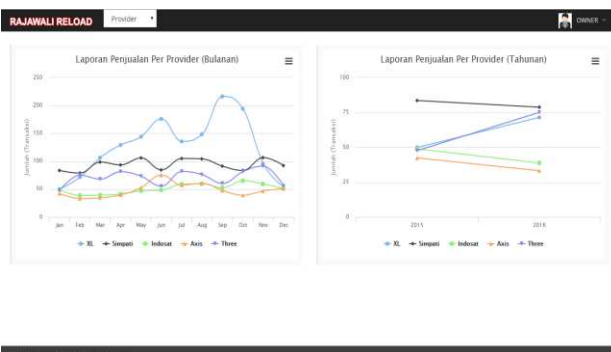 RAJAWALI RELOAD
Provider
OWNER
Laporan Penjualan Per Provider (Bulanan)
Jumlah (Transaksi)
250
200
150
100
50
0
Jan Feb Mar Apr May Jun Jul Aug Sep Oct Nov Dec
XL Simpati Indosat Axis Three
Laporan Penjualan Per Provider (Tahunan)
Jumlah (Transaksi)
100
75
50
25
0
2015 2016
XL Simpati Indosat Axis Three